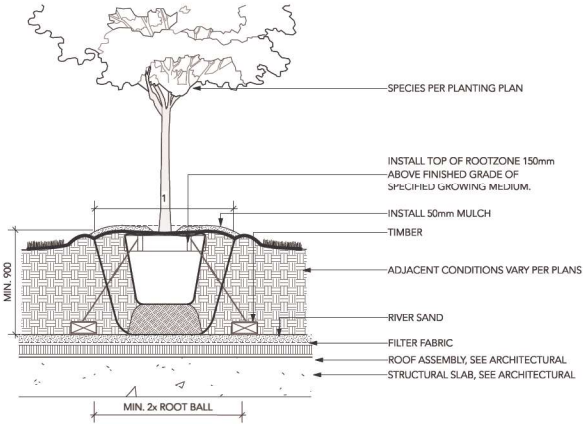 SPECIES PER PLANTING PLAN
INSTALL TOP OF ROOTZONE 150mm
ABOVE FINISHED GRADE OF
SPECIFIED GROWING MEDIUM.
1
INSTALL 50mm MULCH
TIMBER
ADJACENT CONDITIONS VARY PER PLANS
MIN. 900
RIVER SAND
FILTER FABRIC
ROOF ASSEMBLY, SEE ARCHITECTURAL
STRUCTURAL SLAB, SEE ARCHITECTURAL
MIN. 2x ROOT BALL